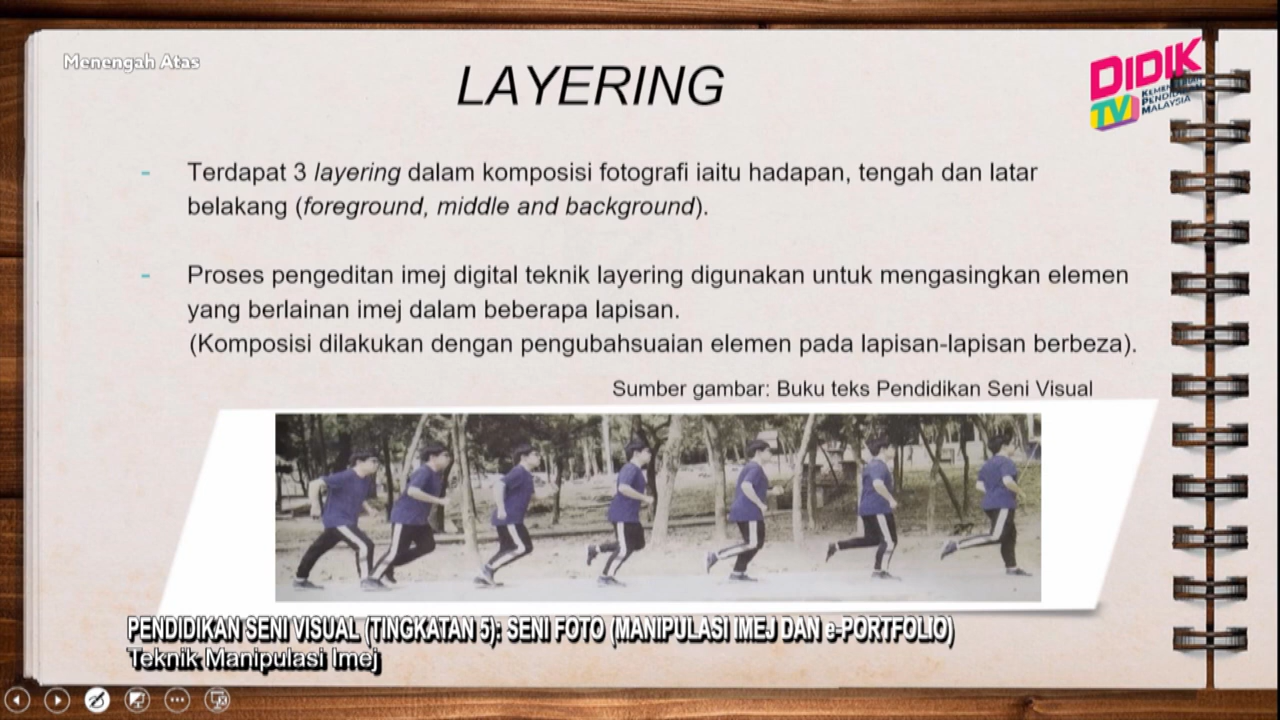 Menengah Atas
LAYERING
DIDIK
TV
KEMENTERIAN
PENDIDIKAN
MALAYSIA
- Terdapat 3 layering dalam komposisi fotografi iaitu hadapan, tengah dan latar
belakang (foreground, middle and background).
- Proses pengeditan imej digital teknik layering digunakan untuk mengasingkan elemen
yang berlainan imej dalam beberapa lapisan.
(Komposisi dilakukan dengan pengubahsuaian elemen pada lapisan-lapisan berbeza).
Sumber gambar: Buku teks Pendidikan Seni Visual
PENDIDIKAN SENI VISUAL (TINGKATAN 5): SENI FOTO (MANIPULASI IMEJ DAN e-PORTFOLIO)
Teknik Manipulasi Imej